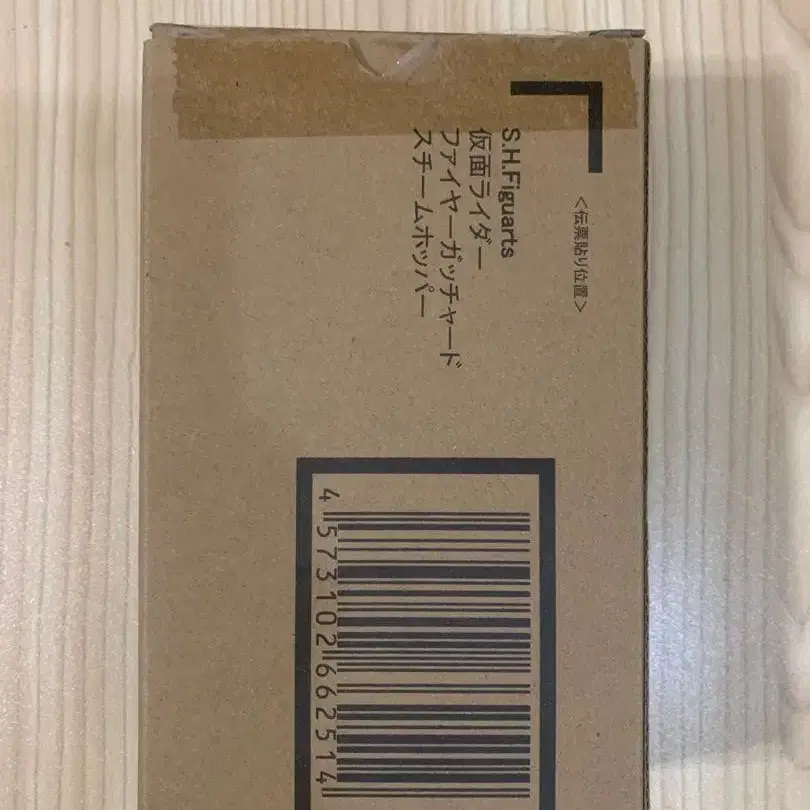 <伝票貼り位置>
S.H.Figuarts
仮面ライダー
ファイヤーガッチャード
スチームホッパー
4 573102 662514